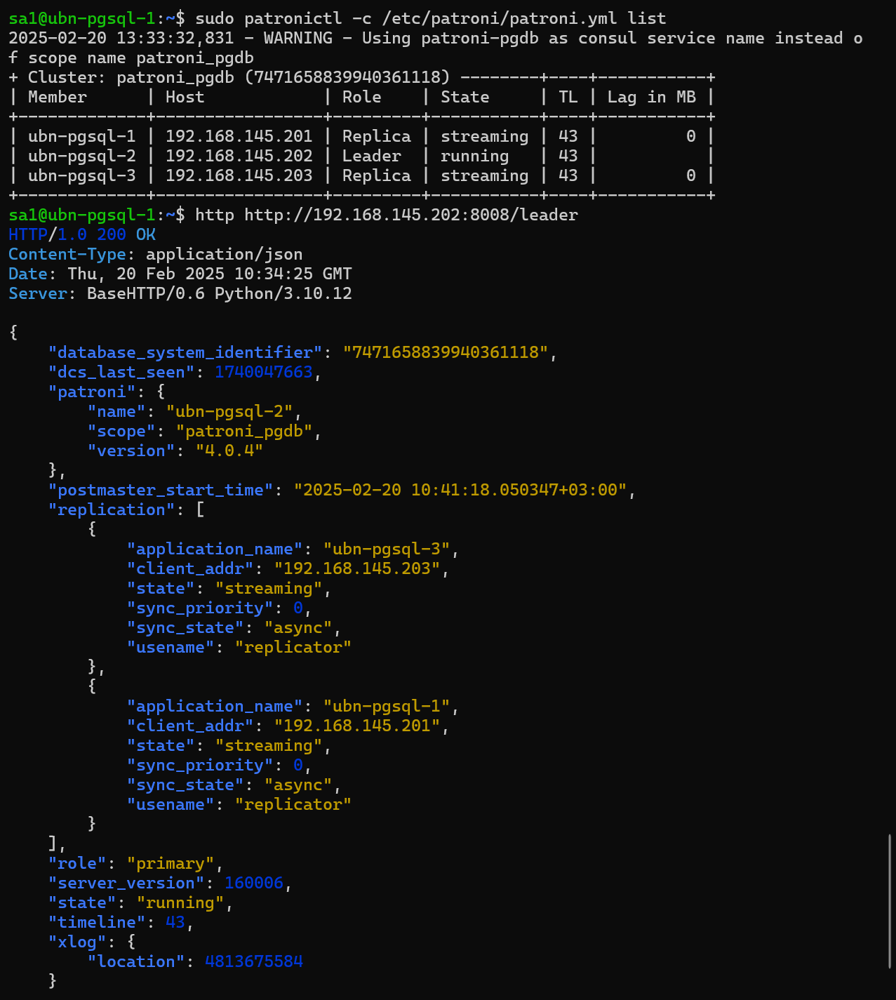 sa1@ubn-pgsql-1:~$ sudo patronictl -c /etc/patroni/patroni.yml list
2025-02-20 13:33:32,831 - WARNING - Using patroni-pgdb as consul service name instead o
f scope name patroni_pgdb
+ Cluster: patroni_pgdb (7471658839940361118) --------+----+-----------+
| Member      | Host            | Role    | State     | TL | Lag in MB |
+-------------+-----------------+---------+-----------+----+-----------+
| ubn-pgsql-1 | 192.168.145.201 | Replica | streaming | 43 |         0 |
| ubn-pgsql-2 | 192.168.145.202 | Leader  | running   | 43 |           |
| ubn-pgsql-3 | 192.168.145.203 | Replica | streaming | 43 |         0 |
+-------------+-----------------+---------+-----------+----+-----------+
sa1@ubn-pgsql-1:~$ http http://192.168.145.202:8008/leader
HTTP/1.0 200 OK
Content-Type: application/json
Date: Thu, 20 Feb 2025 10:34:25 GMT
Server: BaseHTTP/0.6 Python/3.10.12

{
    "database_system_identifier": "7471658839940361118",
    "dcs_last_seen": 1740047663,
    "patroni": {
        "name": "ubn-pgsql-2",
        "scope": "patroni_pgdb",
        "version": "4.0.4"
    },
    "postmaster_start_time": "2025-02-20 10:41:18.050347+03:00",
    "replication": [
        {
            "application_name": "ubn-pgsql-3",
            "client_addr": "192.168.145.203",
            "state": "streaming",
            "sync_priority": 0,
            "sync_state": "async",
            "usename": "replicator"
        },
        {
            "application_name": "ubn-pgsql-1",
            "client_addr": "192.168.145.201",
            "state": "streaming",
            "sync_priority": 0,
            "sync_state": "async",
            "usename": "replicator"
        }
    ],
    "role": "primary",
    "server_version": 160006,
    "state": "running",
    "timeline": 43,
    "xlog": {
        "location": 4813675584
    }